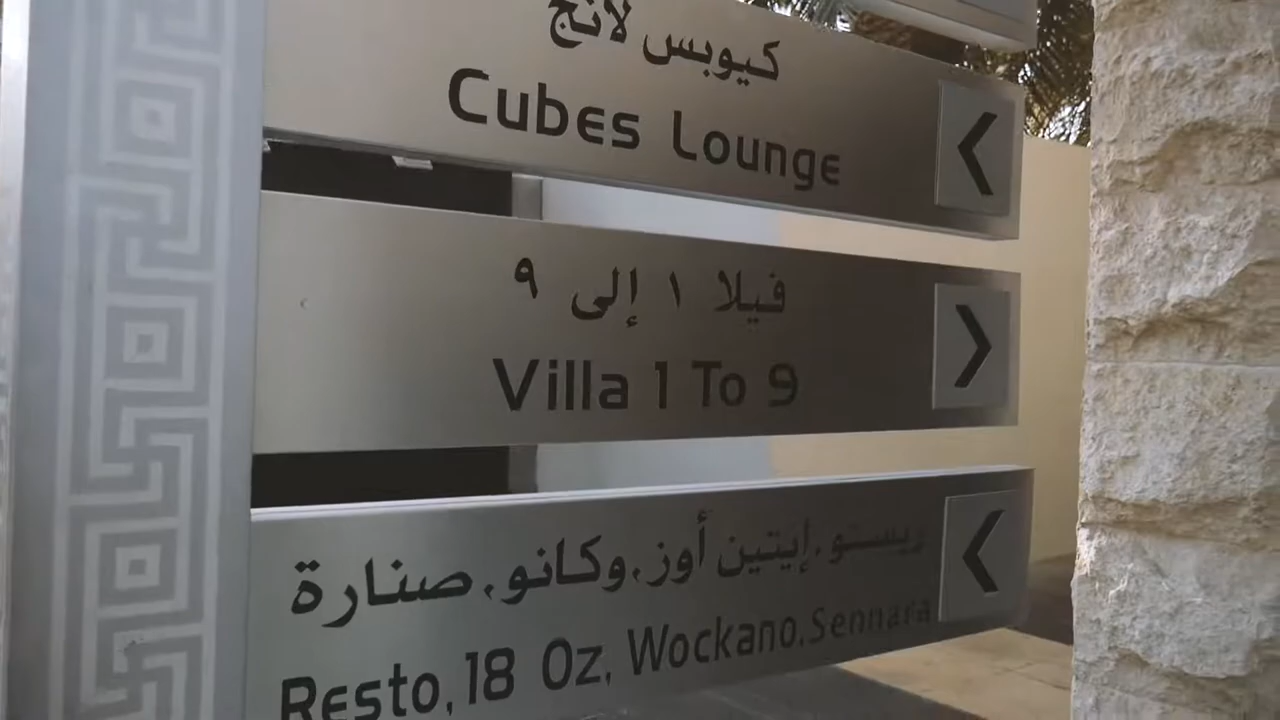 كيوبس لانج
Cubes Lounge
فيلا ١ إلى ٩
Villa 1 To 9
ريستو، إيتين أوز، وكانو، صنارة
Resto, 18 Oz, Wockano, Sennara